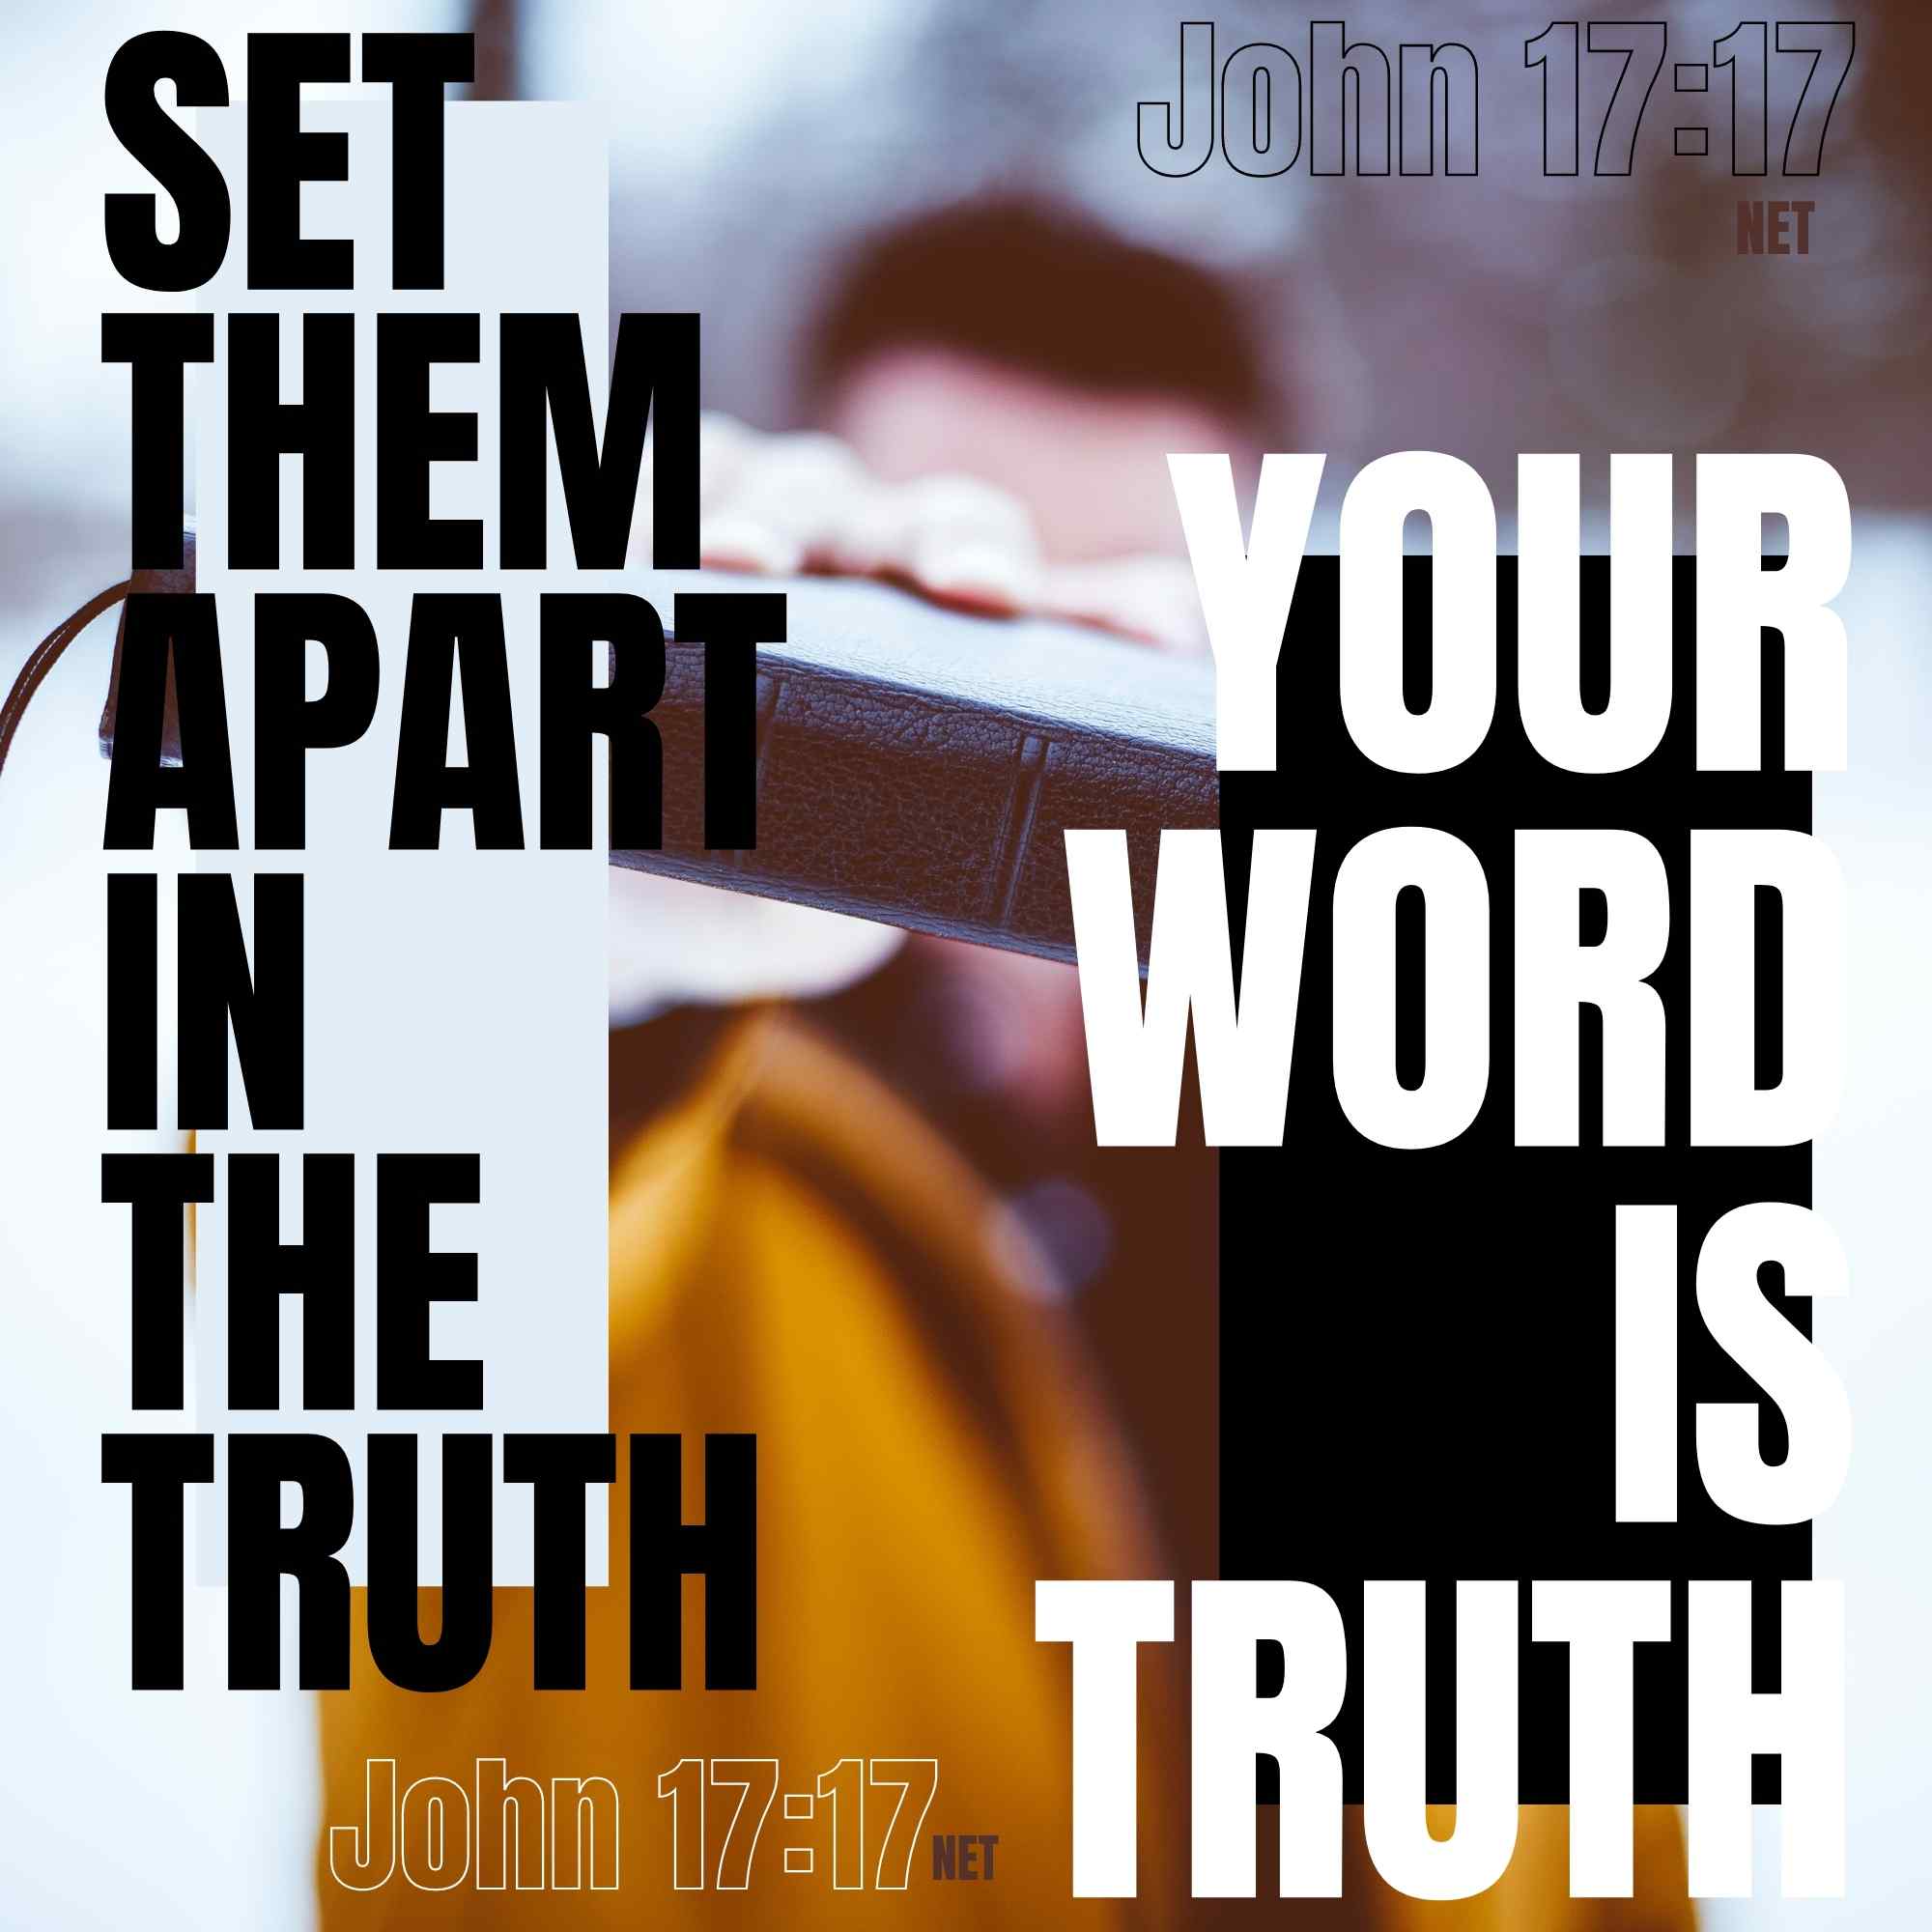 SET
THEM
APART
IN
THE
TRUTH
John 17:17
NET
John 17:17
NET
YOUR
WORD
IS
TRUTH